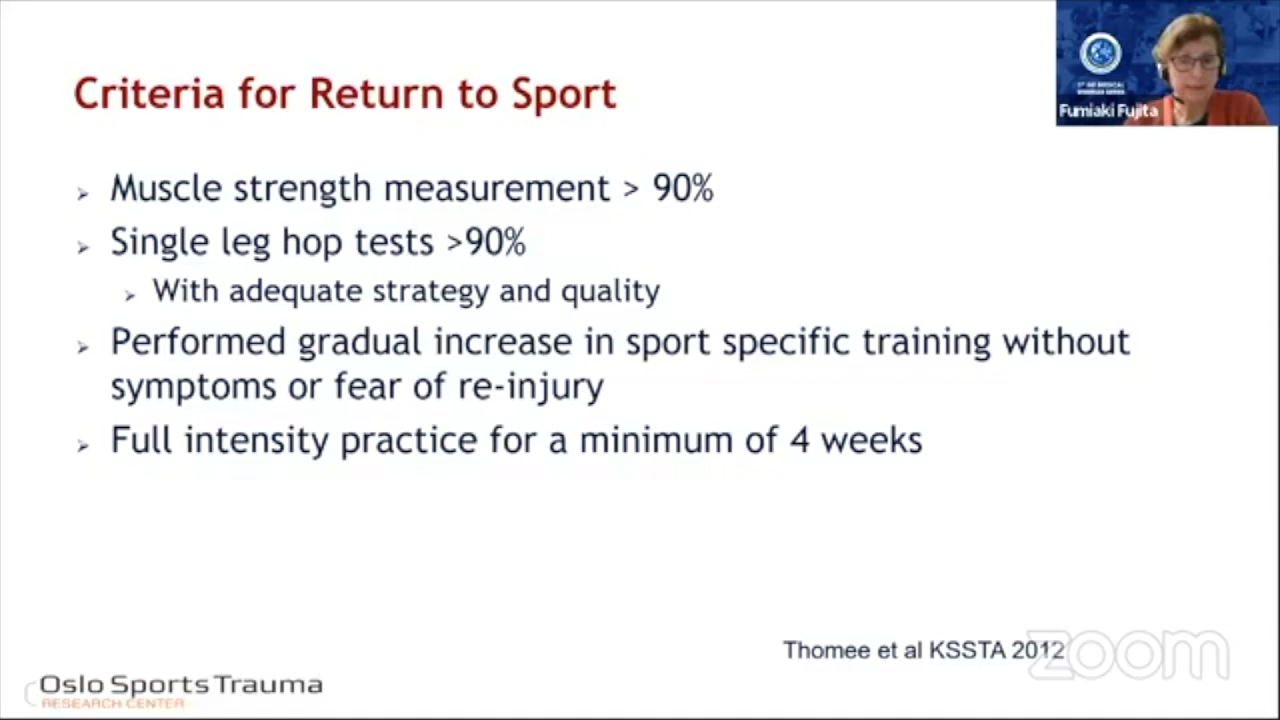 Criteria for Return to Sport
Fumiaki Fujita
Muscle strength measurement > 90%
Single leg hop tests >90%
With adequate strategy and quality
Performed gradual increase in sport specific training without
symptoms or fear of re-injury
Full intensity practice for a minimum of 4 weeks
Thomee et al KSSTA 2012
zoom
Oslo Sports Trauma
RESEARCH CENTER